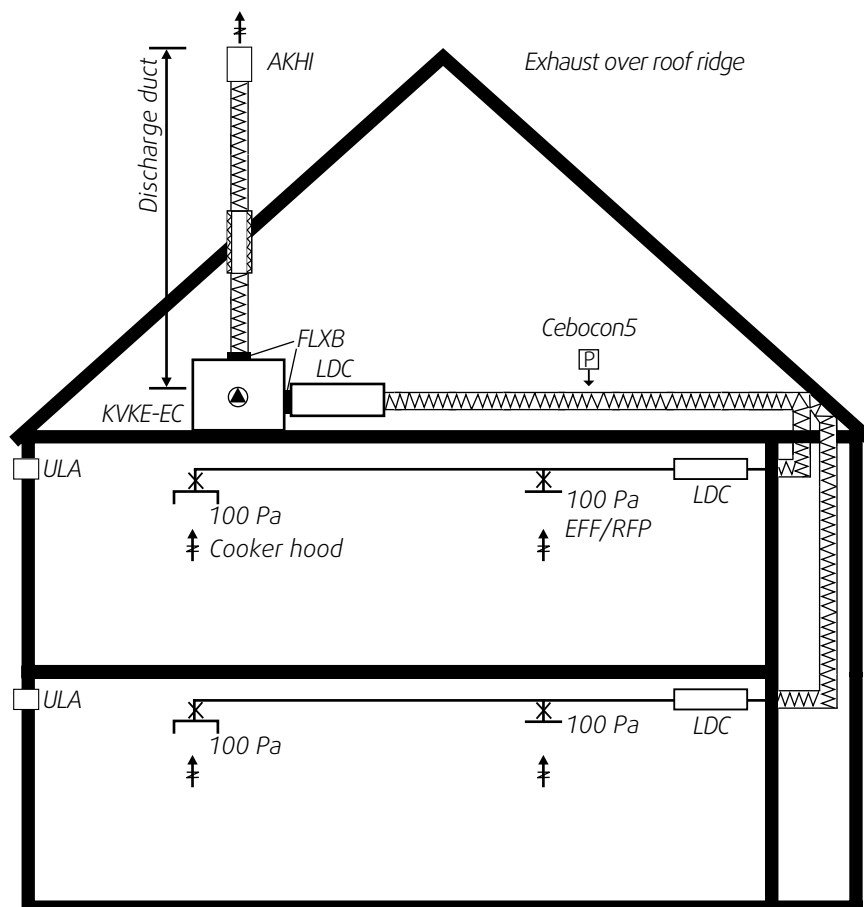 AKHI
Exhaust over roof ridge
Discharge duct
FLXB
LDC
Cebocon5
P
KVKE-EC
ULA
100 Pa
Cooker hood
100 Pa
EFF/RFP
LDC
ULA
100 Pa
100 Pa
LDC